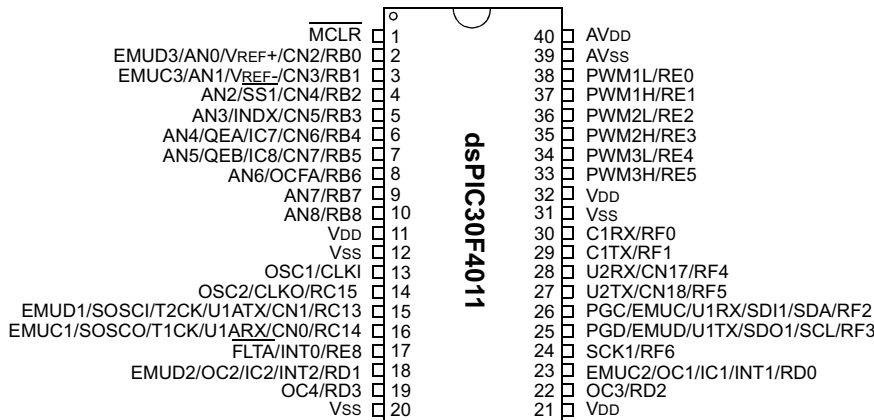 MCLR 1
EMUD3/AN0/VREF+/CN2/RB0 2
EMUC3/AN1/VREF-/CN3/RB1 3
AN2/SS1/CN4/RB2 4
AN3/INDX/CN5/RB3 5
AN4/QEA/IC7/CN6/RB4 6
AN5/QEB/IC8/CN7/RB5 7
AN6/OCFA/RB6 8
AN7/RB7 9
AN8/RB8 10
VDD 11
VSS 12
OSC1/CLKI 13
OSC2/CLKO/RC15 14
EMUD1/SOSCI/T2CK/U1ATX/CN1/RC13 15
EMUC1/SOSCO/T1CK/U1ARX/CN0/RC14 16
FLTA/INT0/RE8 17
EMUD2/OC2/IC2/INT2/RD1 18
OC4/RD3 19
VSS 20
dsPIC30F4011
40 AVDD
39 AVSS
38 PWM1L/RE0
37 PWM1H/RE1
36 PWM2L/RE2
35 PWM2H/RE3
34 PWM3L/RE4
33 PWM3H/RE5
32 VDD
31 VSS
30 C1RX/RF0
29 C1TX/RF1
28 U2RX/CN17/RF4
27 U2TX/CN18/RF5
26 PGC/EMUC/U1RX/SDI1/SDA/RF2
25 PGD/EMUD/U1TX/SDO1/SCL/RF3
24 SCK1/RF6
23 EMUC2/OC1/IC1/INT1/RD0
22 OC3/RD2
21 VDD